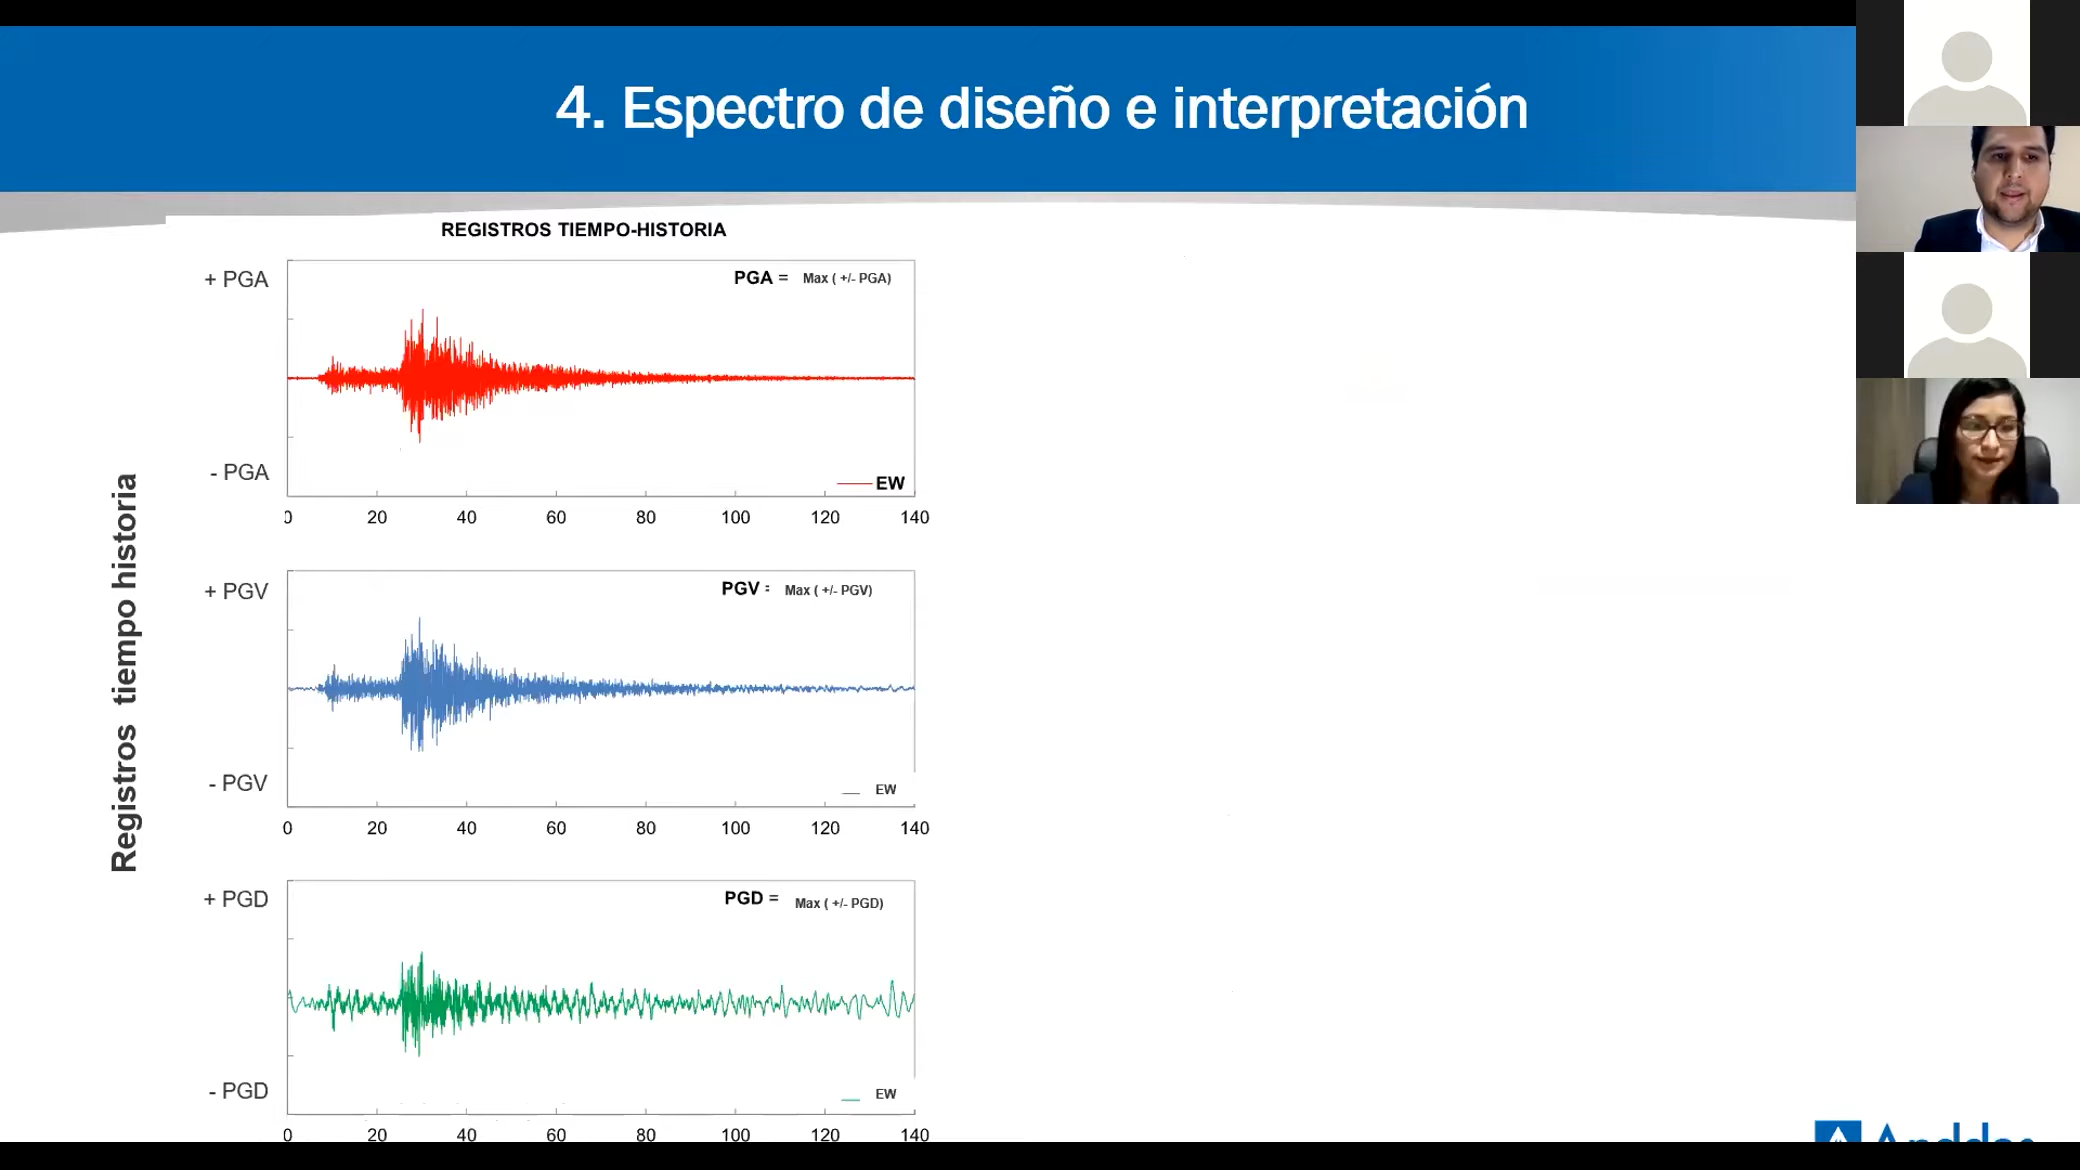 4. Espectro de diseño e interpretación
REGISTROS TIEMPO-HISTORIA
Registros tiempo historia
+ PGA
PGA = Max ( +/- PGA)
- PGA
EW
0 20 40 60 80 100 120 140
+ PGV
PGV = Max ( +/- PGV)
- PGV
EW
0 20 40 60 80 100 120 140
+ PGD
PGD = Max ( +/- PGD)
- PGD
EW
0 20 40 60 80 100 120 140